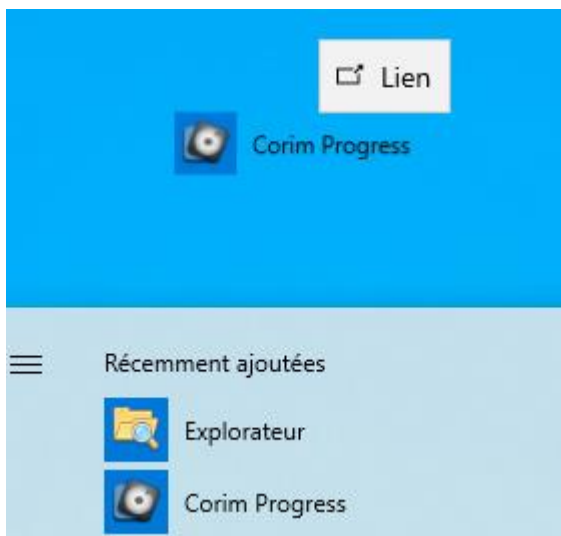 Lien
Corim Progress
Récemment ajoutées
Explorateur
Corim Progress